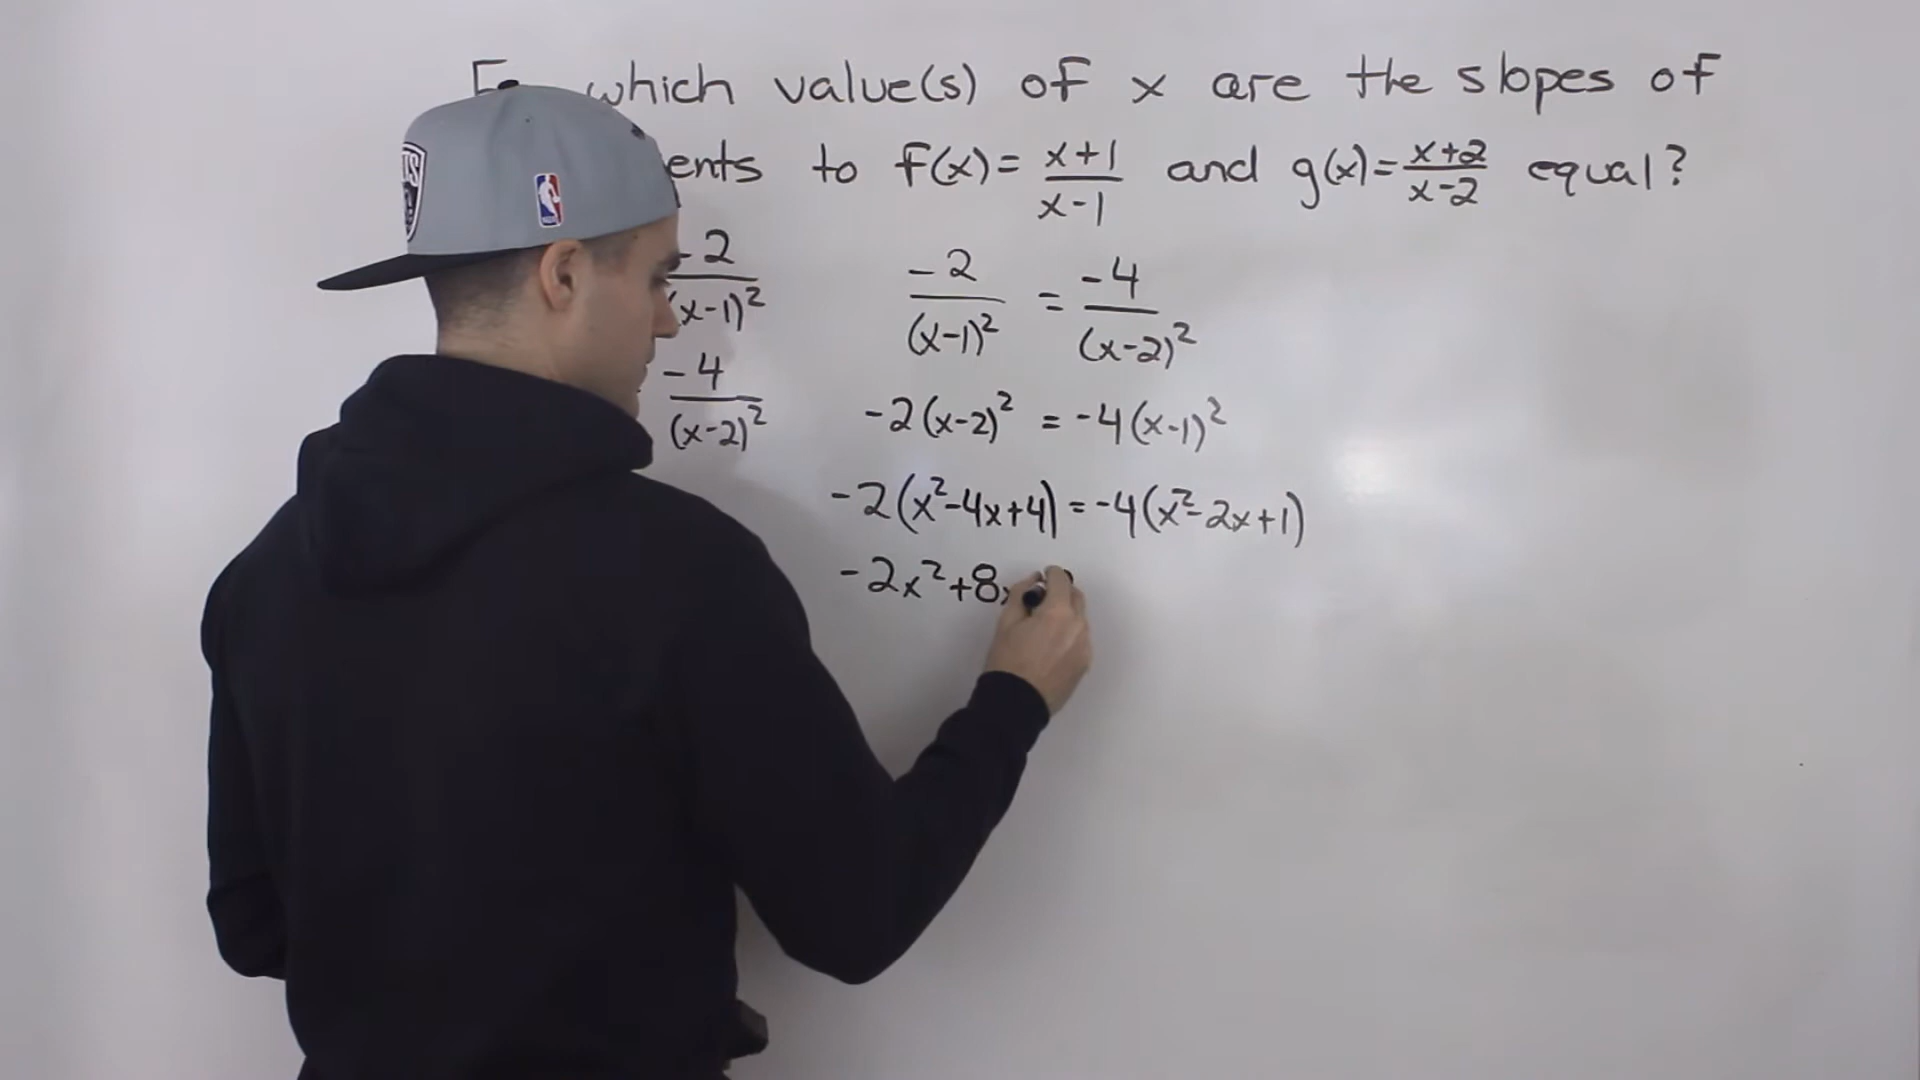 which value(s) of x are the slopes of
ents to f(x)= x+1/x-1 and g(x)= x+2/x-2 equal?
-2/(x-1)²
-2/(x-1)² = -4/(x-2)²
-4/(x-2)²
-2(x-2)² = -4(x-1)²
-2(x²-4x+4)=-4(x²-2x+1)
-2x²+8x